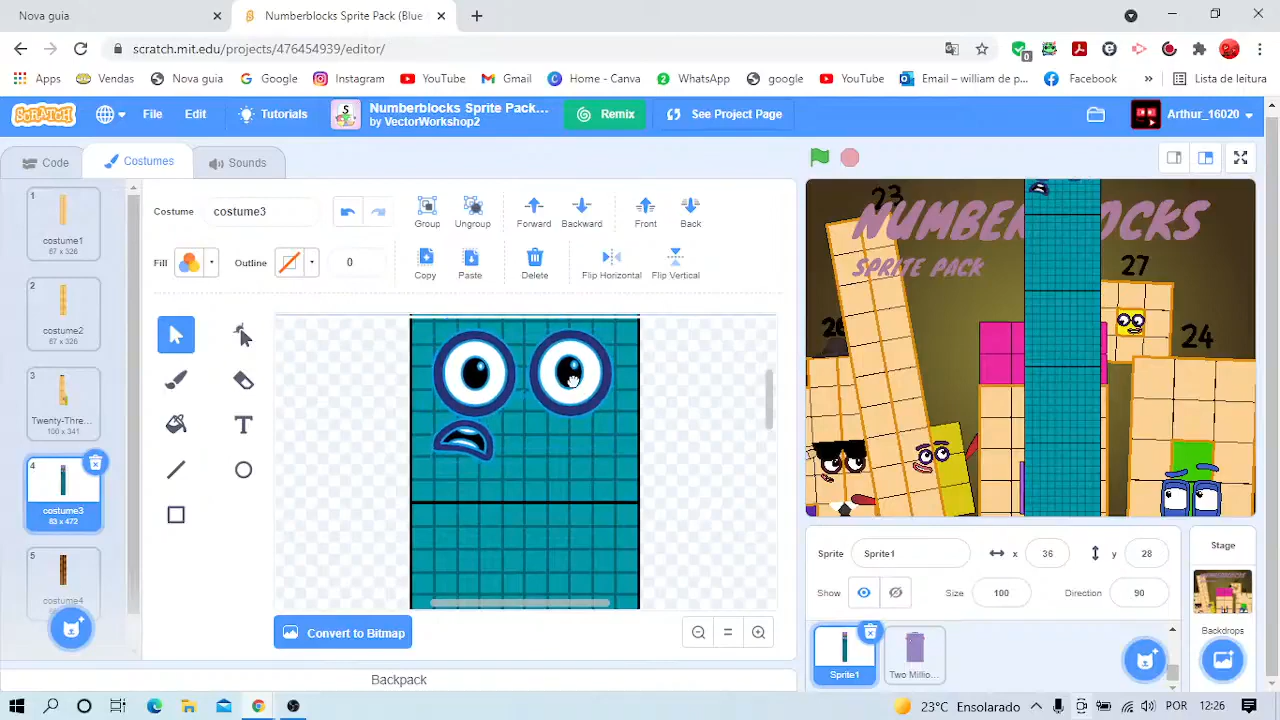 Nova guia
Numberblocks Sprite Pack (Blue
scratch.mit.edu/projects/476454939/editor/
0
Apps Vendas Nova guia Google Instagram YouTube Gmail Home - Canva WhatsApp google YouTube Email – william de p... Facebook » Lista de leitura
SCRATCH File Edit Tutorials Numberblocks Sprite Pack... Remix See Project Page Arthur_16020
by VectorWorkshop2
Code Costumes Sounds
Costume costume3 Group Ungroup Forward Backward Front Back
Fill Outline 0 Copy Paste Delete Flip Horizontal Flip Vertical
1
costume1
67 x 326
2
costume2
67 x 326
3
Twenty-Thre...
100 x 341
4
costume3
83 x 472
5
costume4
T
Convert to Bitmap
Backpack
23
NUMBER OCKS
SPRITE PACK
27
26
24
Sprite Sprite1 x 36 y 28
Show Size 100 Direction 90
Stage
Backdrops
Sprite1
Two Millio...
23°C Ensolarado POR 12:26